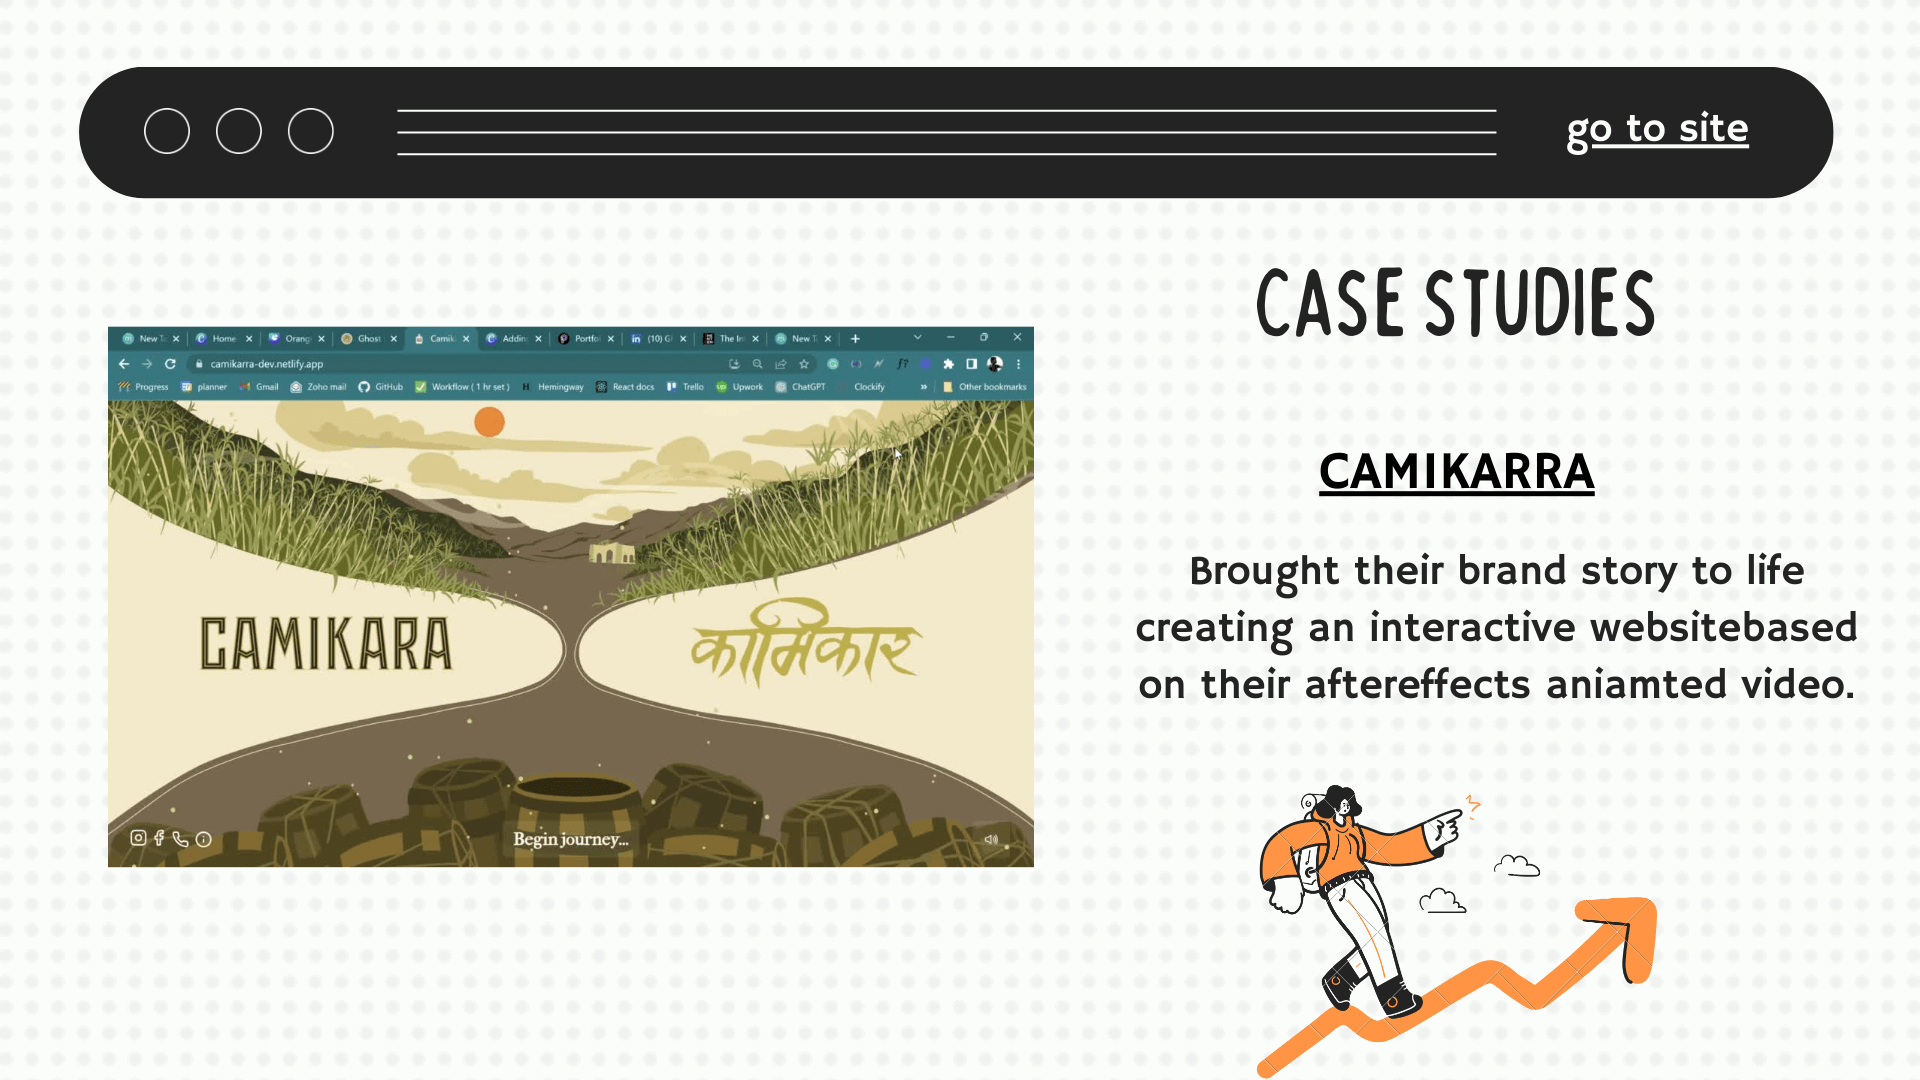 go to site
CASE STUDIES
New T
Home
Orang
Ghost
Camik
Adding
Portfol
(10) G
The In
New T
camikarra-dev.netlify.app
Progress planner Gmail Zoho mail GitHub Workflow ( 1 hr set ) H Hemingway React docs Trello Upwork ChatGPT Clockify » Other bookmarks
CAMIKARA
कामिकार
Begin journey...
CAMIKARRA
Brought their brand story to life
creating an interactive websitebased
on their aftereffects aniamted video.